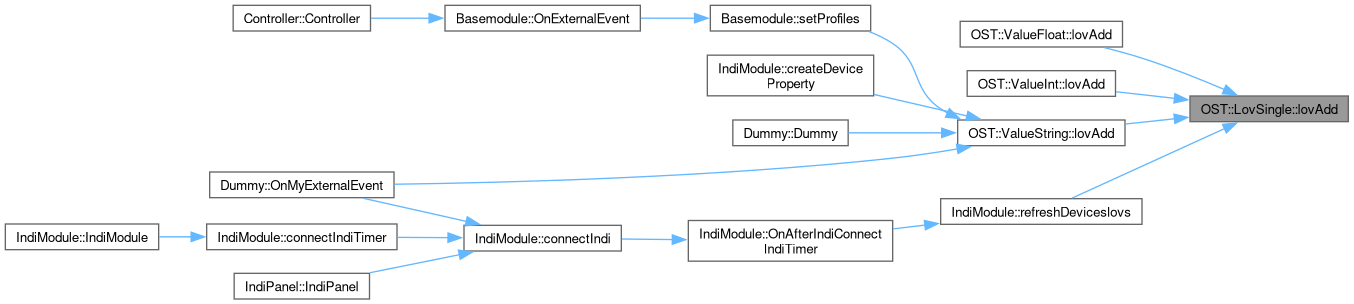 Controller::Controller
Basemodule::OnExternalEvent
Basemodule::setProfiles
OST::ValueFloat::lovAdd
IndiModule::createDevice
Property
OST::ValueInt::lovAdd
OST::LovSingle::lovAdd
Dummy::Dummy
OST::ValueString::lovAdd
Dummy::OnMyExternalEvent
IndiModule::refreshDeviceslovs
IndiModule::IndiModule
IndiModule::connectIndiTimer
IndiModule::connectIndi
IndiModule::OnAfterIndiConnect
IndiTimer
IndiPanel::IndiPanel